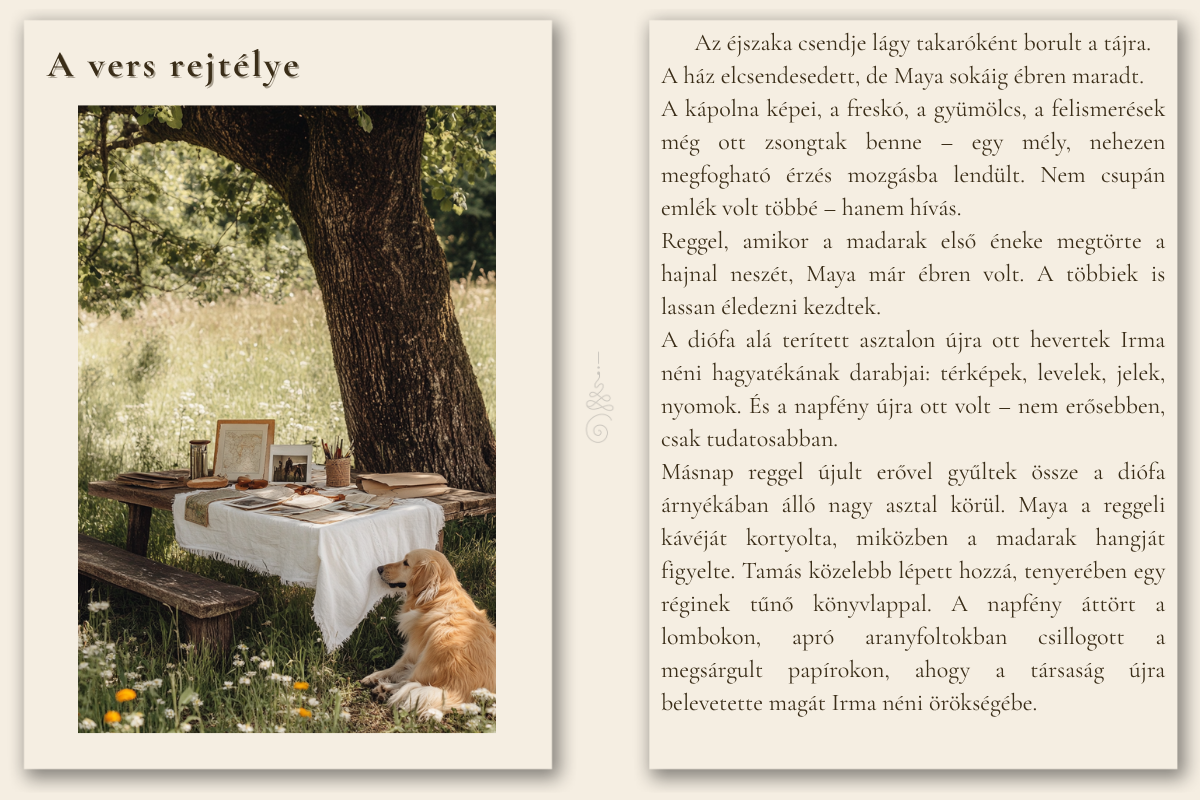 A vers rejtélye
Az éjszaka csendje lágy takaróként borult a tájra.
A ház elcsendesedett, de Maya sokáig ébren maradt.
A kápolna képei, a freskó, a gyümölcs, a felismerések
még ott zsongtak benne – egy mély, nehezen
megfogható érzés mozgásba lendült. Nem csupán
emlék volt többé – hanem hívás.
Reggel, amikor a madarak első éneke megtörte a
hajnal neszét, Maya már ébren volt. A többiek is
lassan éledezni kezdtek.
A diófa alá terített asztalon újra ott hevertek Irma
néni hagyatékának darabjai: térképek, levelek, jelek,
nyomok. És a napfény újra ott volt – nem erősebben,
csak tudatosabban.
Másnap reggel újult erővel gyűltek össze a diófa
árnyékában álló nagy asztal körül. Maya a reggeli
kávéját kortyolta, miközben a madarak hangját
figyelte. Tamás közelebb lépett hozzá, tenyerében egy
réginek tűnő könyvlappal. A napfény áttört a
lombokon, apró aranyfoltokban csillogott a
megsárgult papírokon, ahogy a társaság újra
belevetette magát Irma néni örökségébe.